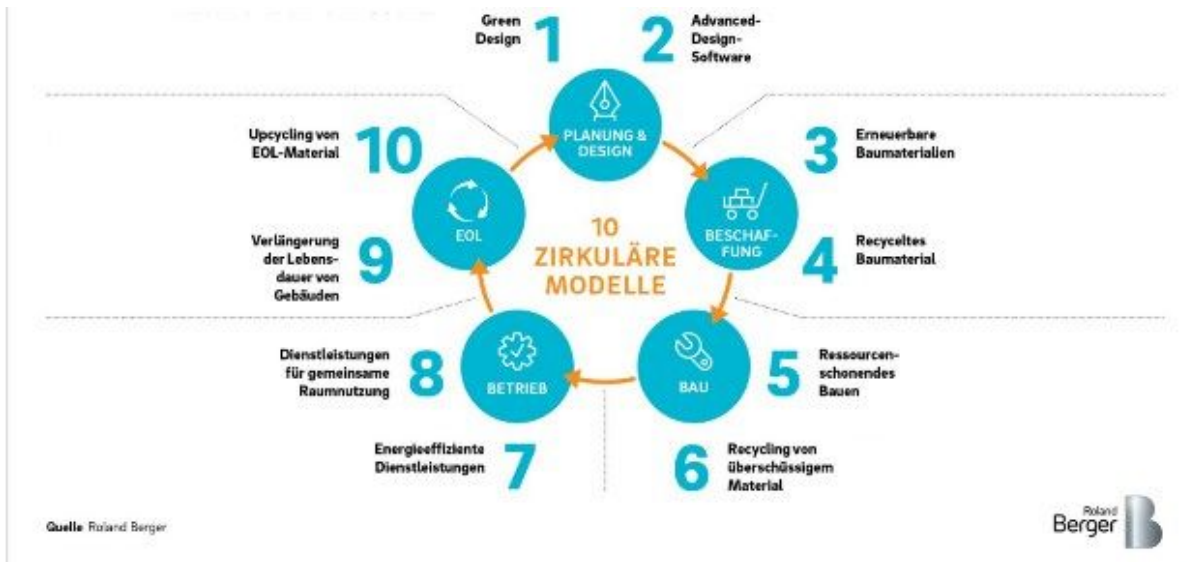 Green
Design
1
2
Advanced-
Design-
Software
PLANUNG &
DESIGN
Upcycling von
EOL-Material
10
3
Erneuerbare
Baumaterialien
EOL
10
ZIRKULÄRE
MODELLE
BESCHAF-
FUNG
Verlängerung
der Lebens-
dauer von
Gebäuden
9
4
Recyceltes
Baumaterial
Dienstleistungen
für gemeinsame
Raumnutzung
8
BETRIEB
BAU
5
Ressourcen-
schonendes
Bauen
Energieeffiziente
Dienstleistungen
7
6
Recycling von
überschüssigem
Material
Quelle Roland Berger
Roland
Berger
B